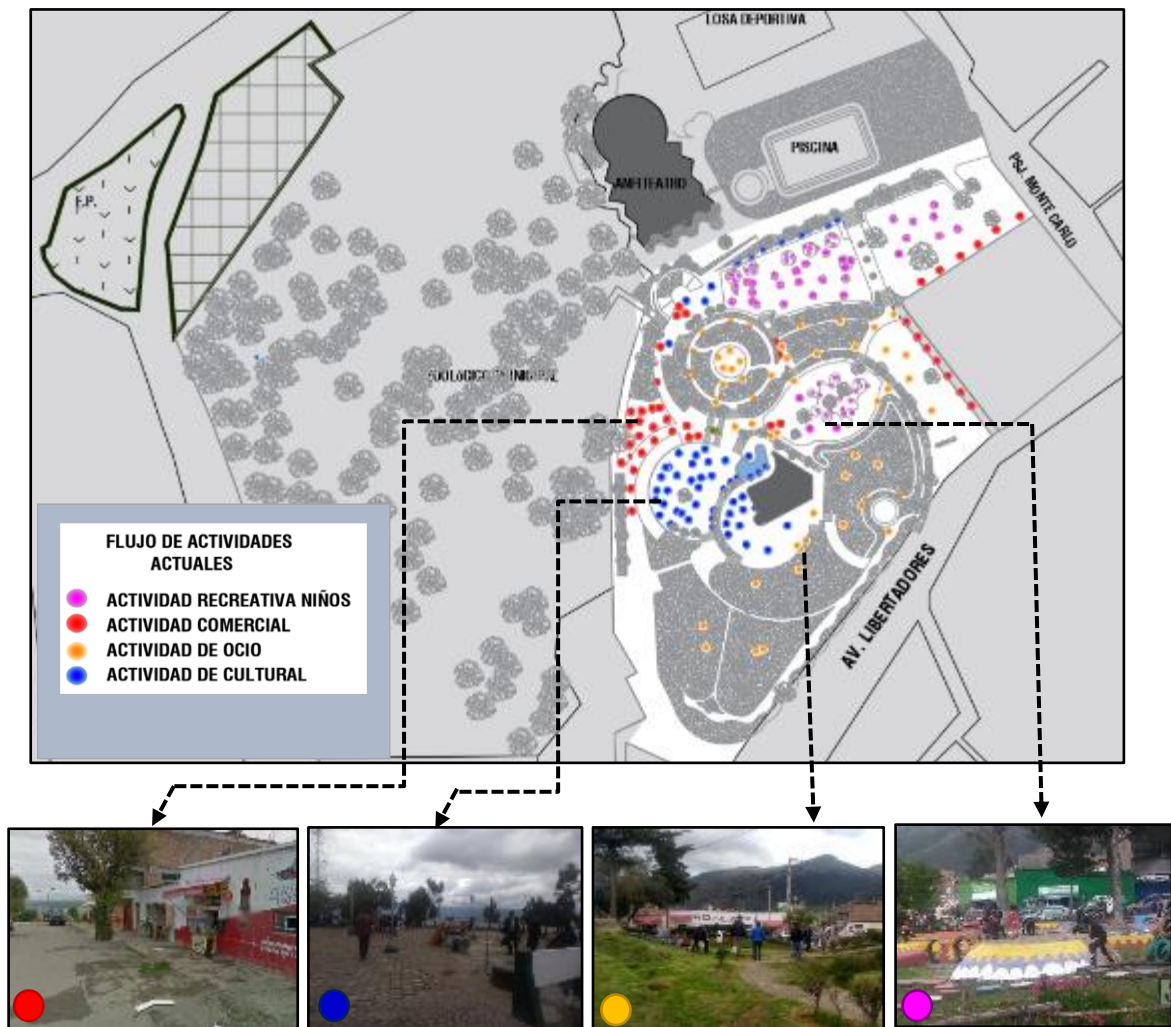 LOSA DEPORTIVA
PISCINA
ANFITEATRO
PSJ. MONTE CARLO
F.P.
AV. LIBERTADORES
FLUJO DE ACTIVIDADES
ACTUALES
ACTIVIDAD RECREATIVA NIÑOS
ACTIVIDAD COMERCIAL
ACTIVIDAD DE OCIO
ACTIVIDAD DE CULTURAL